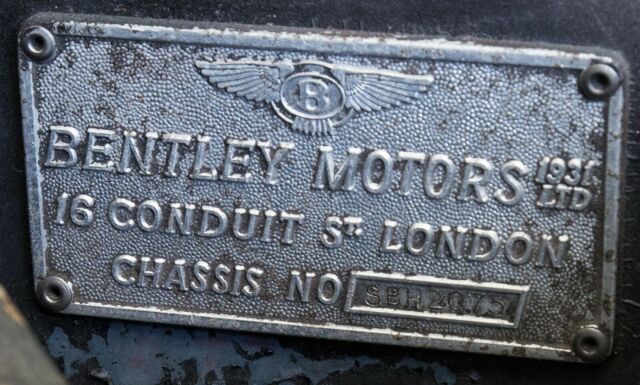 B
BENTLEY MOTORS 1931 LTD
16 CONDUIT ST. LONDON
CHASSIS NO SBH2075